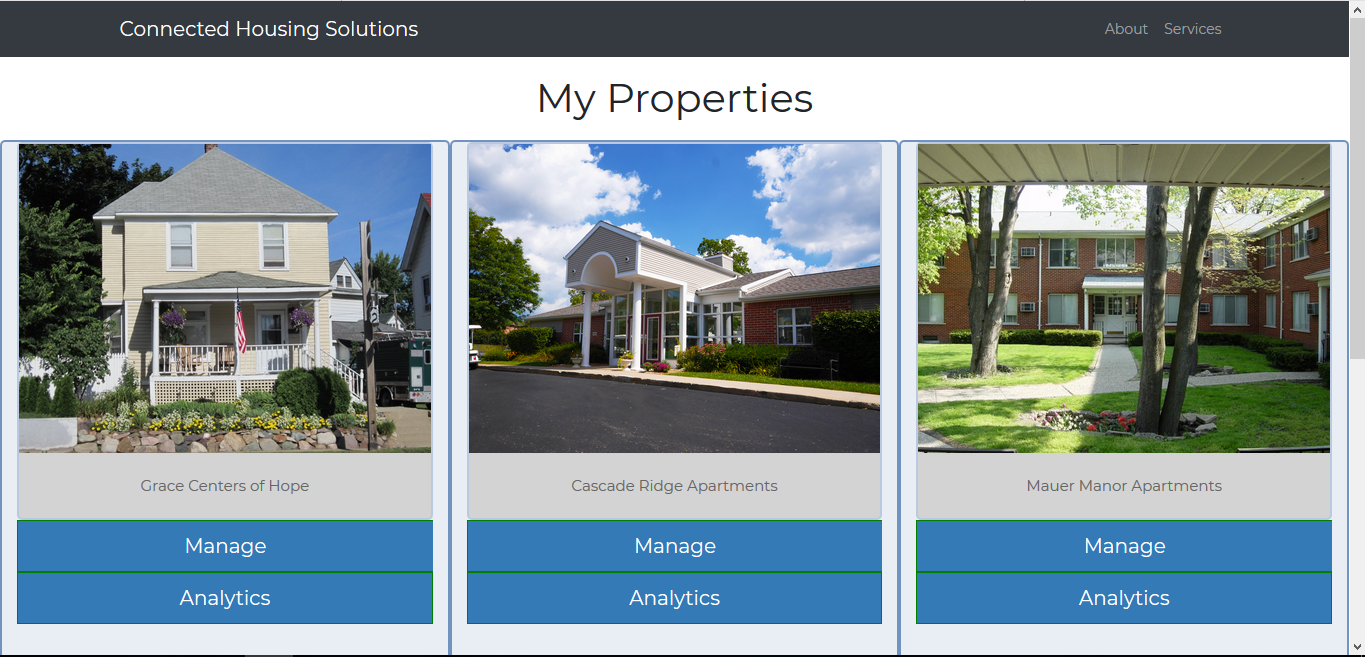 Connected Housing Solutions
About Services
My Properties
Grace Centers of Hope
Cascade Ridge Apartments
Mauer Manor Apartments
Manage
Manage
Manage
Analytics
Analytics
Analytics